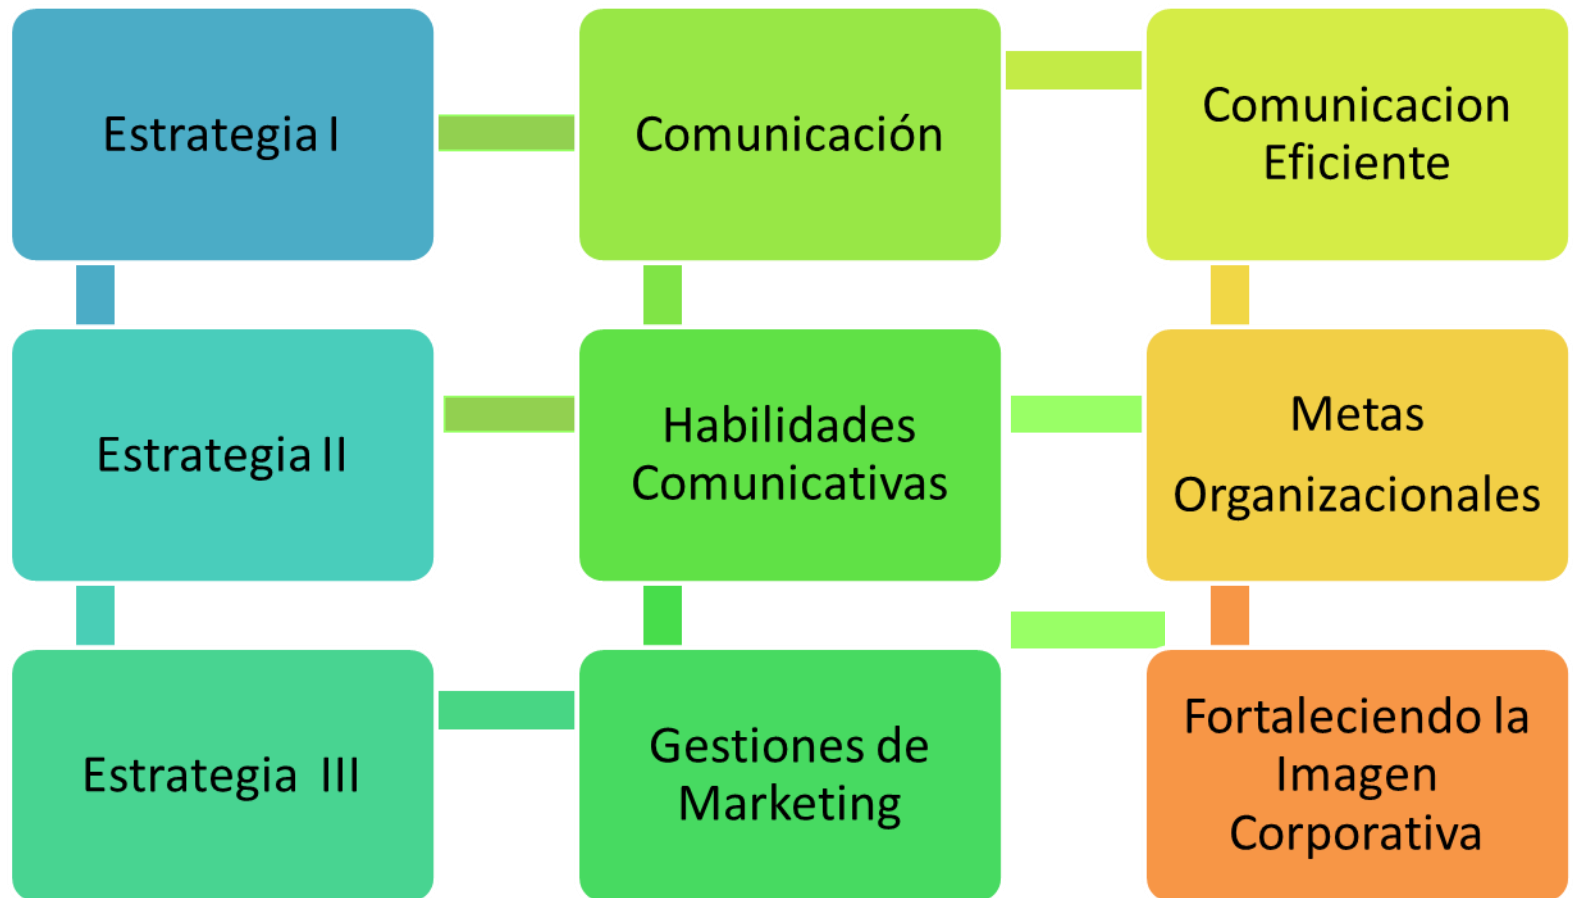 Estrategia I
Comunicación
Comunicacion
Eficiente
Estrategia II
Habilidades
Comunicativas
Metas
Organizacionales
Estrategia III
Gestiones de
Marketing
Fortaleciendo la
Imagen
Corporativa